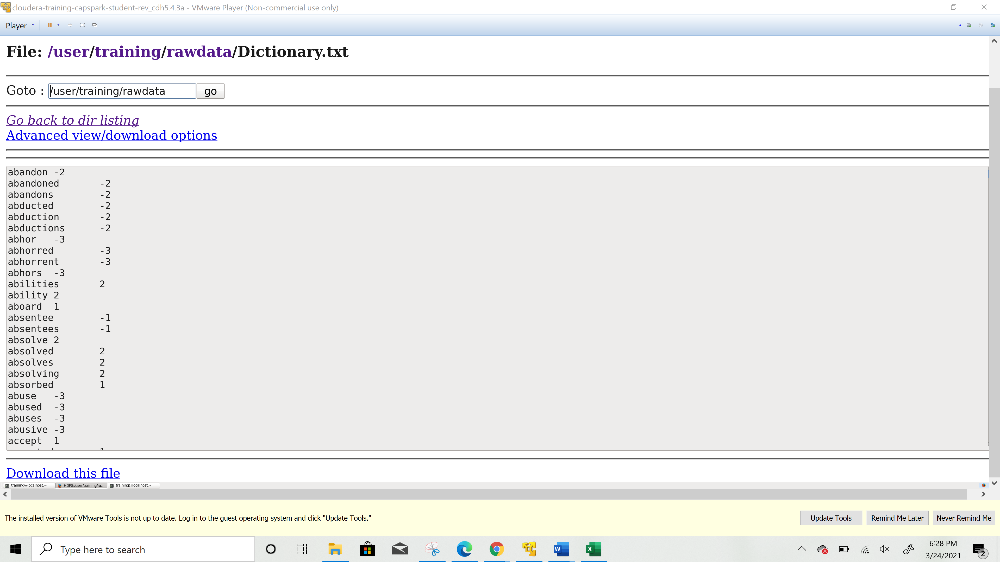 cloudera-training-capspark-student-rev_cdh5.4.3a - VMware Player (Non-commercial use only)
Player
File: /user/training/rawdata/Dictionary.txt
Goto : /user/training/rawdata go
Go back to dir listing
Advanced view/download options
abandon -2
abandoned -2
abandons -2
abducted -2
abduction -2
abductions -2
abhor -3
abhorred -3
abhorrent -3
abhors -3
abilities 2
ability 2
aboard 1
absentee -1
absentees -1
absolve 2
absolved 2
absolves 2
absolving 2
absorbed 1
abuse -3
abused -3
abuses -3
abusive -3
accept 1
Download this file
training@localhost:~ HDFS:/user/training/ra... training@localhost:~
The installed version of VMware Tools is not up to date. Log in to the guest operating system and click "Update Tools." Update Tools Remind Me Later Never Remind Me
Type here to search
W
X
6:28 PM
3/24/2021
2